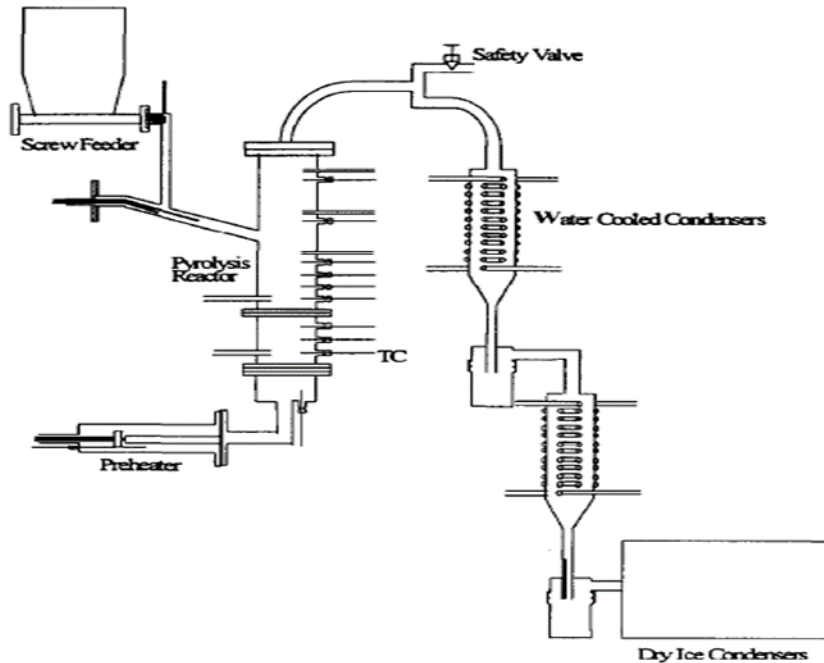 Safety Valve
Screw Feeder
Water Cooled Condensers
Pyrolysis
Reactor
TC
Preheater
Dry Ice Condensers